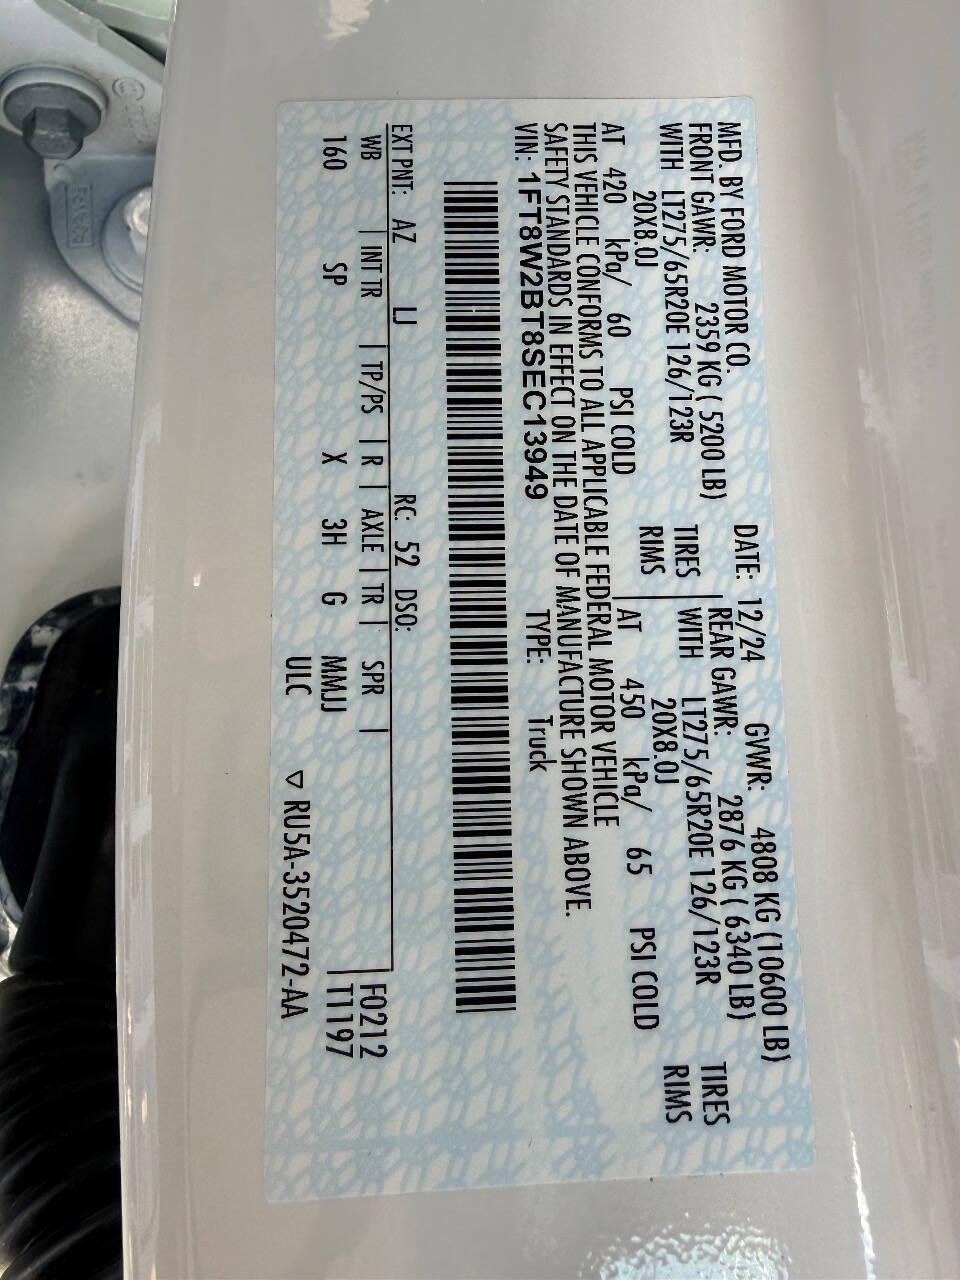 MFD. BY FORD MOTOR CO.
DATE: 12/24 GVWR: 4808 KG (10600 LB)
FRONT GAWR: 2359 KG ( 5200 LB) REAR GAWR: 2876 KG ( 6340 LB)
WITH LT275/65R20E 126/123R TIRES WITH LT275/65R20E 126/123R TIRES
20X8.0J RIMS 20X8.0J RIMS
AT 420 kPa/ 60 PSI COLD AT 450 kPa/ 65 PSI COLD
THIS VEHICLE CONFORMS TO ALL APPLICABLE FEDERAL MOTOR VEHICLE
SAFETY STANDARDS IN EFFECT ON THE DATE OF MANUFACTURE SHOWN ABOVE.
VIN: 1FT8W2BT8SEC13949 TYPE: Truck
EXT PNT: AZ LJ RC: 52 DSO:
WB INT TR TP/PS R AXLE TR SPR F0212
160 SP X 3H G MMJJ T1197
UILC ▽ RU5A-3520472-AA